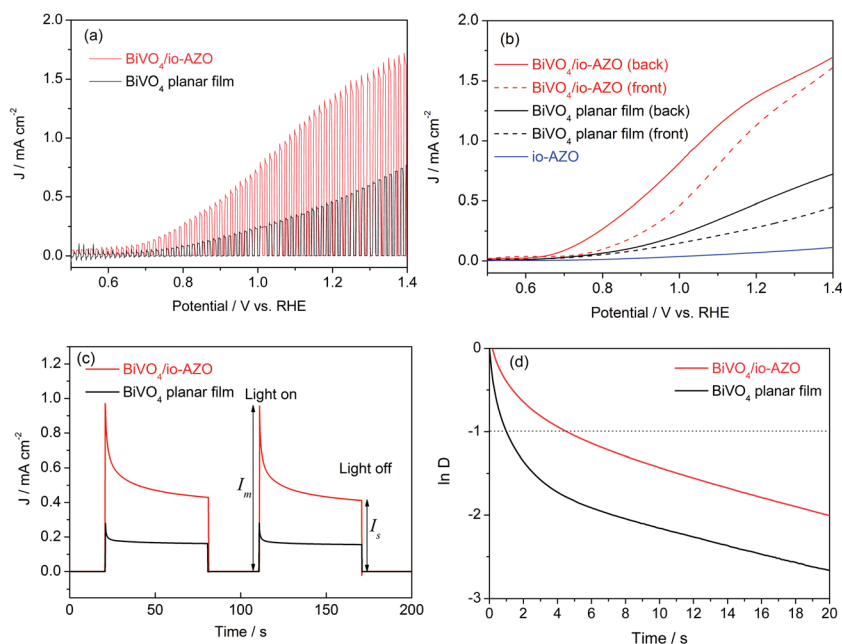 (a)
BiVO4/io-AZO
BiVO4 planar film
J / mA cm-2
2.0
1.5
1.0
0.5
0.0
0.8 1.0 1.2 1.4
Potential / V vs. RHE
(b)
BiVO4/io-AZO (back)
BiVO4/io-AZO (front)
BiVO4 planar film (back)
BiVO4 planar film (front)
io-AZO
J / mA cm-2
2.0
1.5
1.0
0.5
0.0
0.6 0.8 1.0 1.2 1.4
Potential / V vs. RHE
(c)
BiVO4/io-AZO
BiVO4 planar film
Light on
Light off
Im
Is
J / mA cm-2
1.2
1.0
0.8
0.6
0.4
0.2
0.0
0 50 100 150 200
Time / s
(d)
BiVO4/io-AZO
BiVO4 planar film
ln D
0
-1
-2
-3
0 2 4 6 8 10 12 14 16 18 20
Time / s